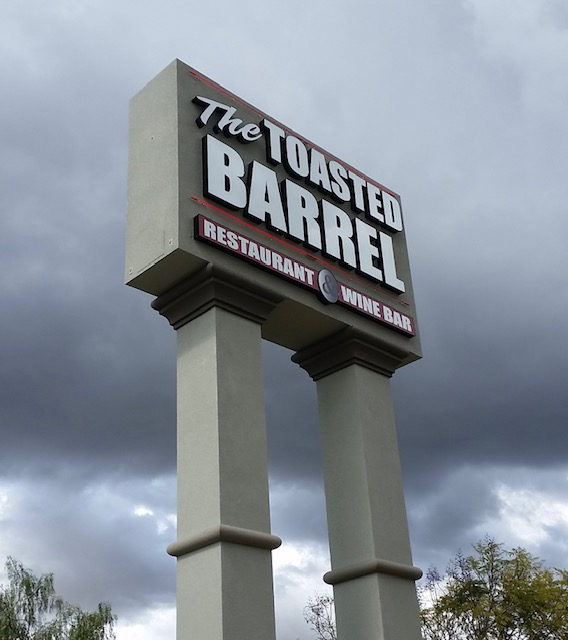 The TOASTED
BARREL
RESTAURANT & WINE BAR